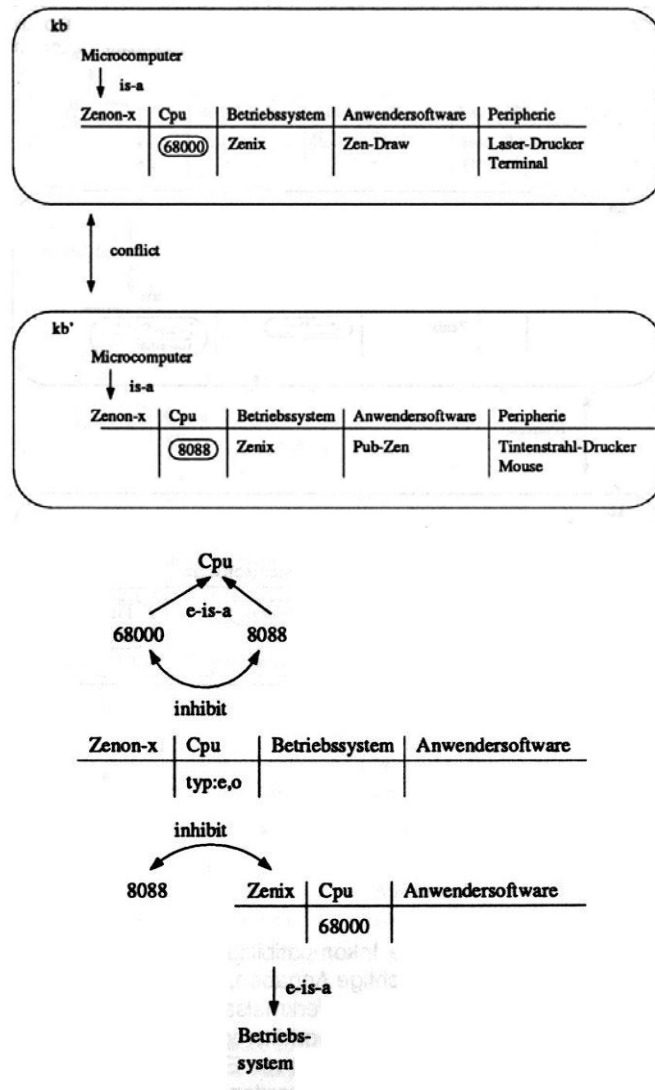 kb
Microcomputer
is-a
Zenon-x Cpu Betriebssystem Anwendersoftware Peripherie
68000 Zenix Zen-Draw Laser-Drucker
Terminal
conflict
kb'
Microcomputer
is-a
Zenon-x Cpu Betriebssystem Anwendersoftware Peripherie
8088 Zenix Pub-Zen Tintenstrahl-Drucker
Mouse
Cpu
e-is-a
68000 8088
inhibit
Zenon-x Cpu Betriebssystem Anwendersoftware
typ:e,o
inhibit
8088 Zenix Cpu Anwendersoftware
68000
e-is-a
Betriebs-
system